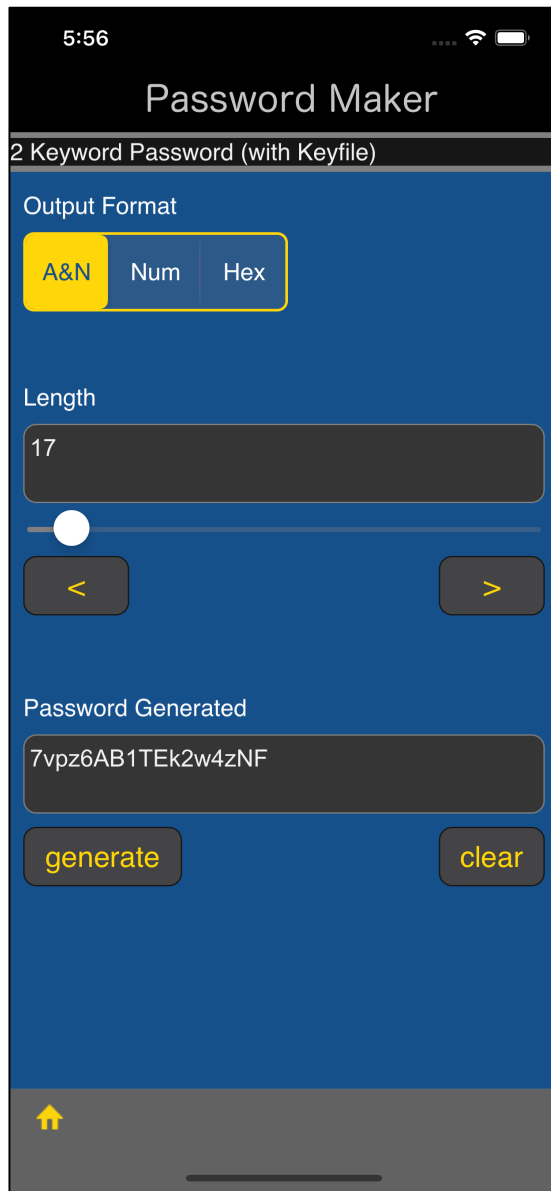 5:56
Password Maker
2 Keyword Password (with Keyfile)
Output Format
A&N Num Hex
Length
17
< >
Password Generated
7vpz6AB1TEk2w4zNF
generate clear